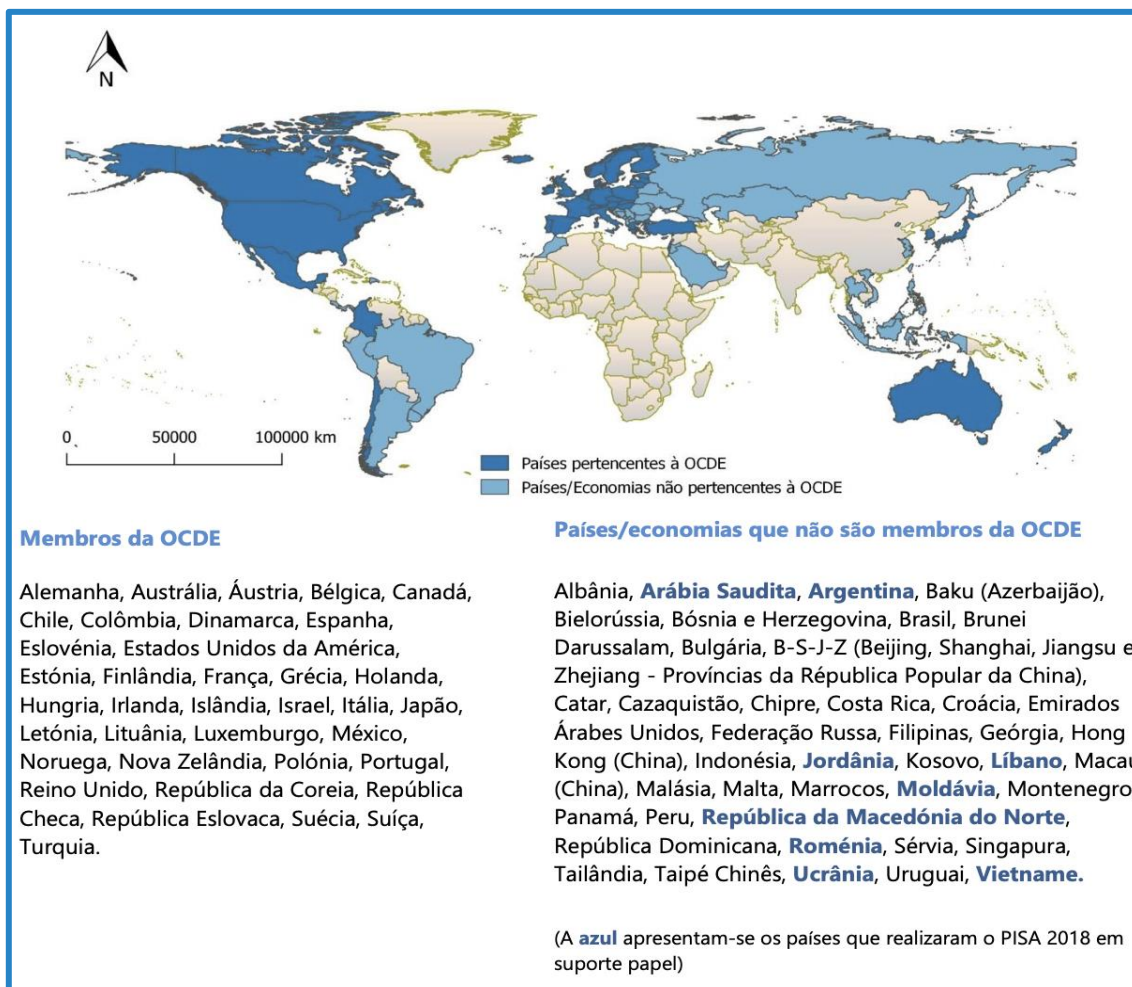 N
0 50000 100000 km
Países pertencentes à OCDE
Países/Economias não pertencentes à OCDE
Membros da OCDE
Alemanha, Austrália, Áustria, Bélgica, Canadá,
Chile, Colômbia, Dinamarca, Espanha,
Eslovénia, Estados Unidos da América,
Estónia, Finlândia, França, Grécia, Holanda,
Hungria, Irlanda, Islândia, Israel, Itália, Japão,
Letónia, Lituânia, Luxemburgo, México,
Noruega, Nova Zelândia, Polónia, Portugal,
Reino Unido, República da Coreia, República
Checa, República Eslovaca, Suécia, Suíça,
Turquia.
Países/economias que não são membros da OCDE
Albânia, Arábia Saudita, Argentina, Baku (Azerbaijão),
Bielorússia, Bósnia e Herzegovina, Brasil, Brunei
Darussalam, Bulgária, B-S-J-Z (Beijing, Shanghai, Jiangsu e
Zhejiang - Províncias da Républica Popular da China),
Catar, Cazaquistão, Chipre, Costa Rica, Croácia, Emirados
Árabes Unidos, Federação Russa, Filipinas, Geórgia, Hong
Kong (China), Indonésia, Jordânia, Kosovo, Líbano, Macau
(China), Malásia, Malta, Marrocos, Moldávia, Montenegro
Panamá, Peru, República da Macedónia do Norte,
República Dominicana, Roménia, Sérvia, Singapura,
Tailândia, Taipé Chinês, Ucrânia, Uruguai, Vietname.
(A azul apresentam-se os países que realizaram o PISA 2018 em
suporte papel)